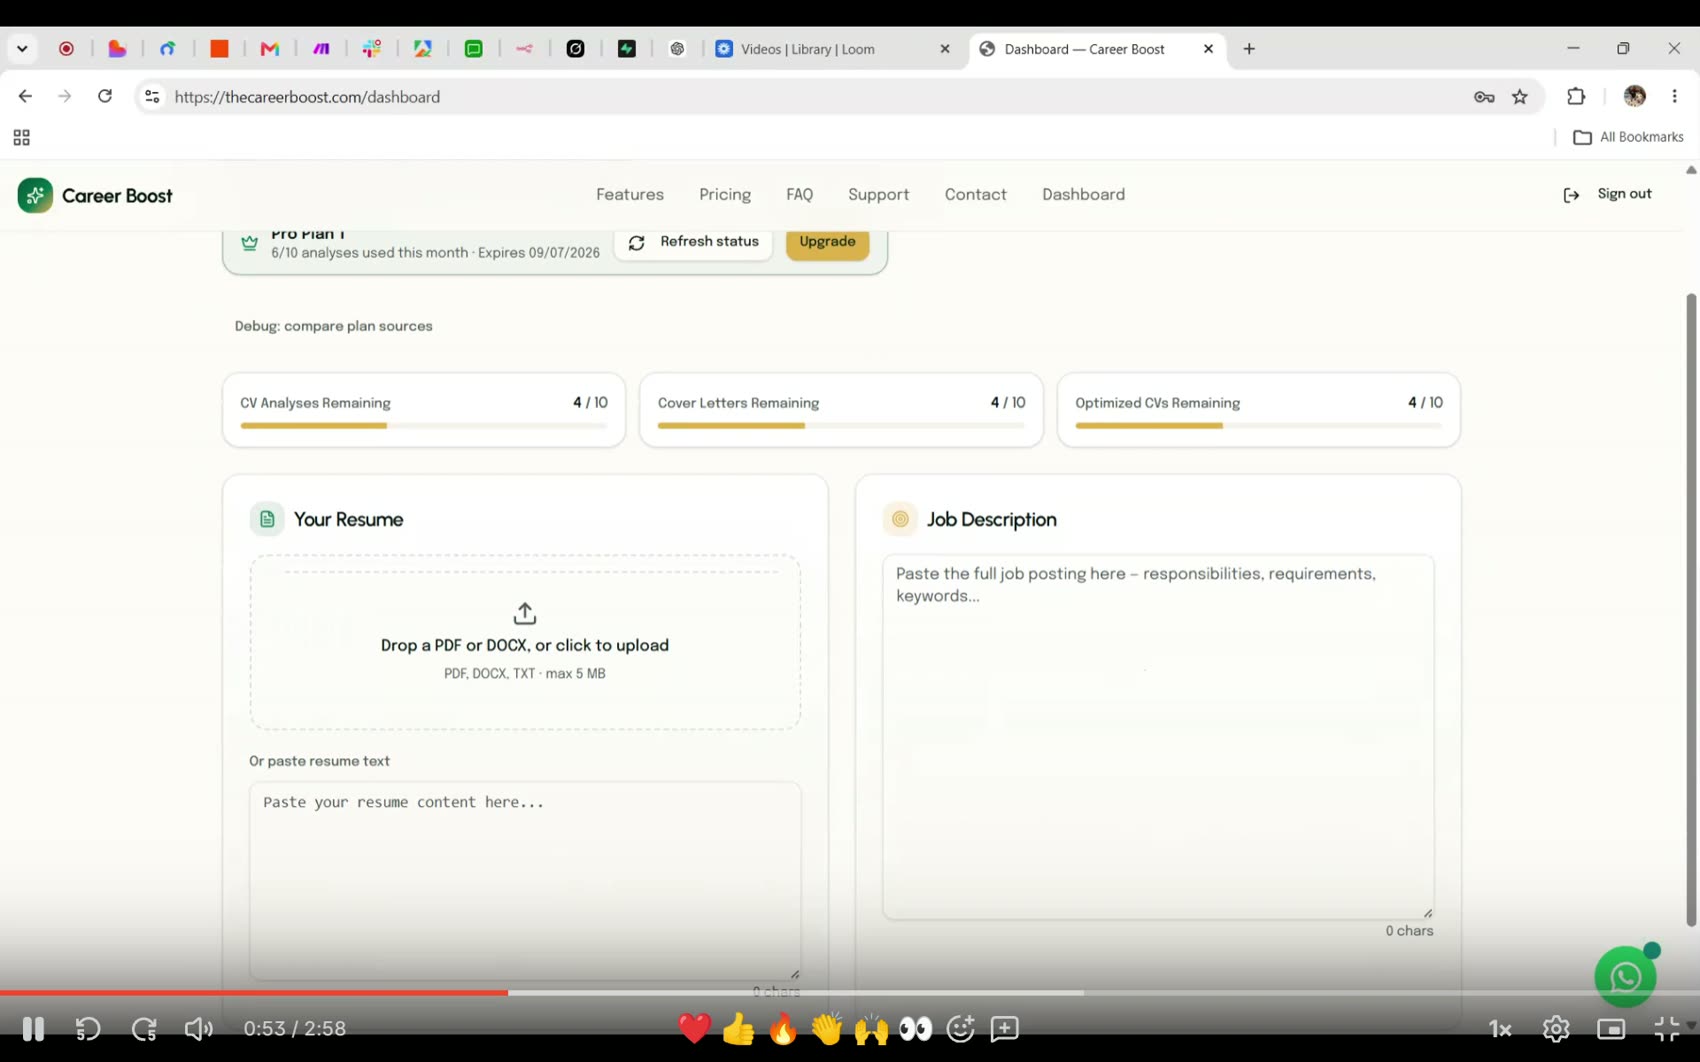 Videos | Library | Loom
Dashboard — Career Boost
https://thecareerboost.com/dashboard
All Bookmarks
Career Boost
Features
Pricing
FAQ
Support
Contact
Dashboard
Sign out
Pro Plan 1
6/10 analyses used this month · Expires 09/07/2026
Refresh status
Upgrade
Debug: compare plan sources
CV Analyses Remaining
4 / 10
Cover Letters Remaining
4 / 10
Optimized CVs Remaining
4 / 10
Your Resume
Drop a PDF or DOCX, or click to upload
PDF, DOCX, TXT · max 5 MB
Or paste resume text
Paste your resume content here...
0 chars
Job Description
Paste the full job posting here – responsibilities, requirements,
keywords...
0 chars
5
5
0:53 / 2:58
1x